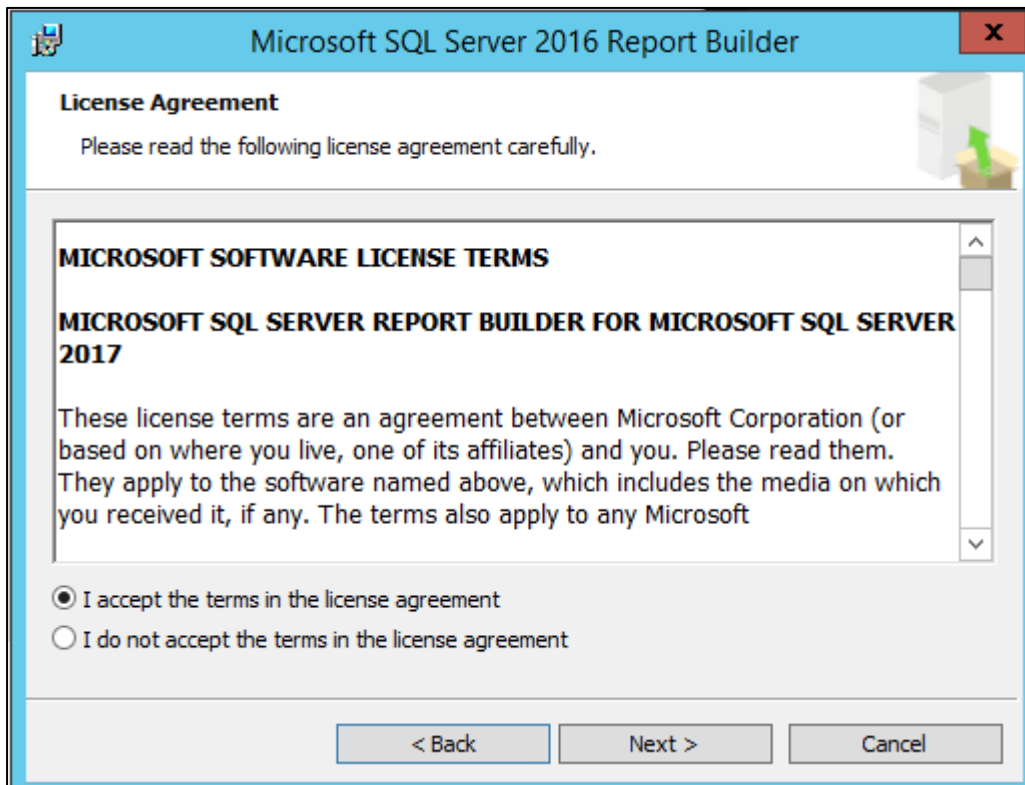 Microsoft SQL Server 2016 Report Builder
x
License Agreement
Please read the following license agreement carefully.
MICROSOFT SOFTWARE LICENSE TERMS
MICROSOFT SQL SERVER REPORT BUILDER FOR MICROSOFT SQL SERVER
2017
These license terms are an agreement between Microsoft Corporation (or
based on where you live, one of its affiliates) and you. Please read them.
They apply to the software named above, which includes the media on which
you received it, if any. The terms also apply to any Microsoft
I accept the terms in the license agreement
I do not accept the terms in the license agreement
< Back
Next >
Cancel